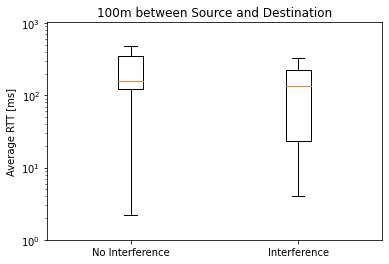 100m between Source and Destination
Average RTT [ms]
10³
10²
10¹
10⁰
No Interference
Interference